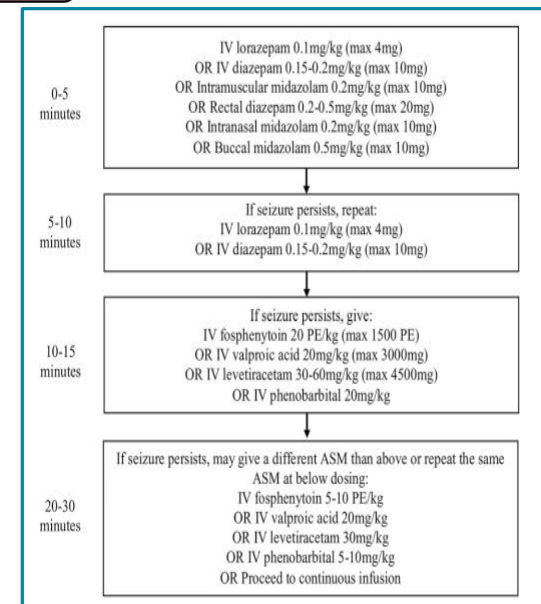 0-5
minutes
IV lorazepam 0.1mg/kg (max 4mg)
OR IV diazepam 0.15-0.2mg/kg (max 10mg)
OR Intramuscular midazolam 0.2mg/kg (max 10mg)
OR Rectal diazepam 0.2-0.5mg/kg (max 20mg)
OR Intranasal midazolam 0.2mg/kg (max 10mg)
OR Buccal midazolam 0.5mg/kg (max 10mg)
5-10
minutes
If seizure persists, repeat:
IV lorazepam 0.1mg/kg (max 4mg)
OR IV diazepam 0.15-0.2mg/kg (max 10mg)
10-15
minutes
If seizure persists, give:
IV fosphenytoin 20 PE/kg (max 1500 PE)
OR IV valproic acid 20mg/kg (max 3000mg)
OR IV levetiracetam 30-60mg/kg (max 4500mg)
OR IV phenobarbital 20mg/kg
20-30
minutes
If seizure persists, may give a different ASM than above or repeat the same
ASM at below dosing:
IV fosphenytoin 5-10 PE/kg
OR IV valproic acid 20mg/kg
OR IV levetiracetam 30mg/kg
OR IV phenobarbital 5-10mg/kg
OR Proceed to continuous infusion